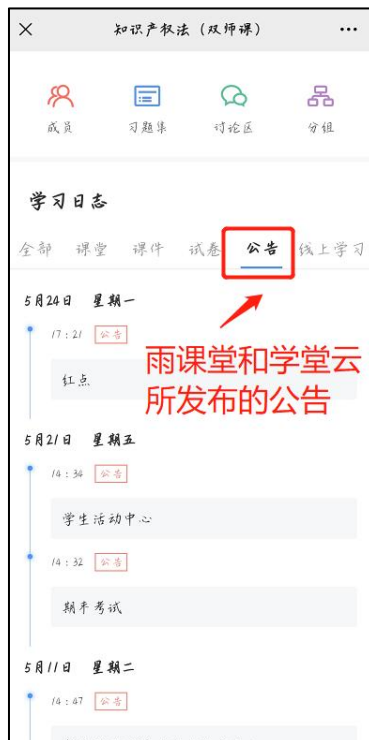 知识产权法（双师课）
成员 习题集 讨论区 分组
学习日志
全部 课堂 课件 试卷 公告 线上学习
5月24日 星期一
17:21 公告
红点
雨课堂和学堂云
所发布的公告
5月21日 星期五
14:34 公告
学生活动中心
14:32 公告
期末考试
5月11日 星期二
14:47 公告